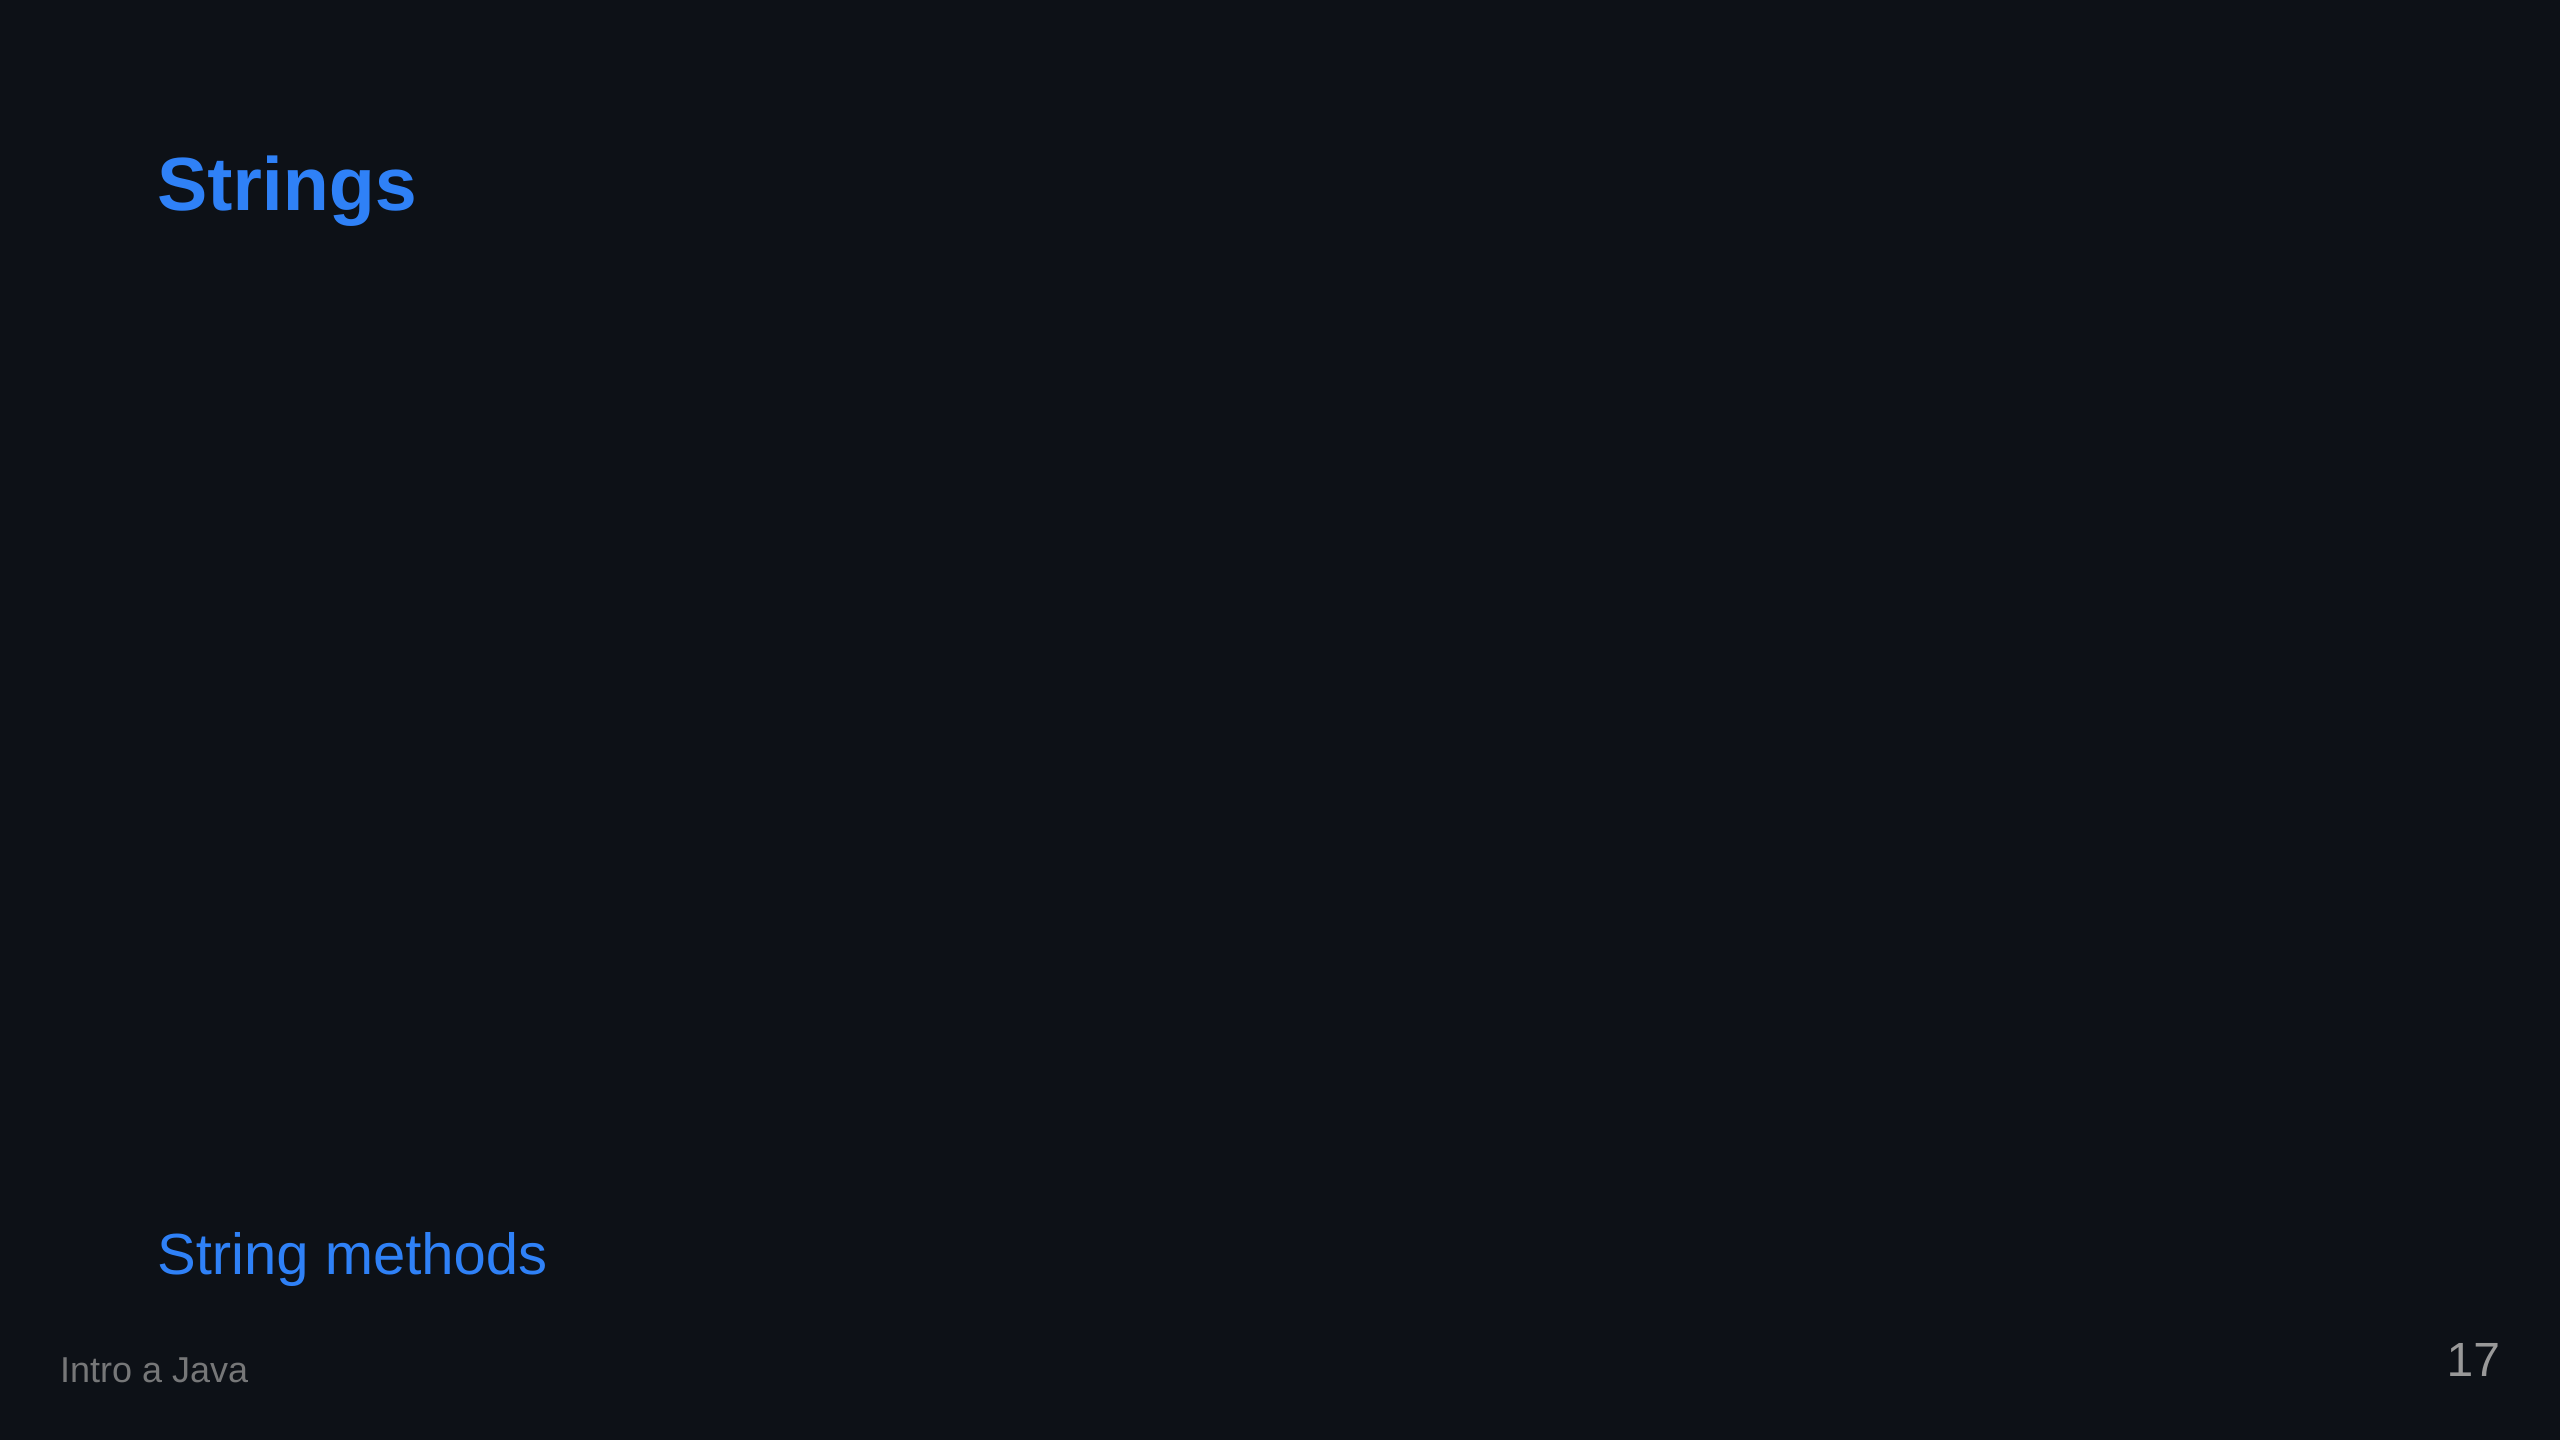 Strings
String methods
Intro a Java
17